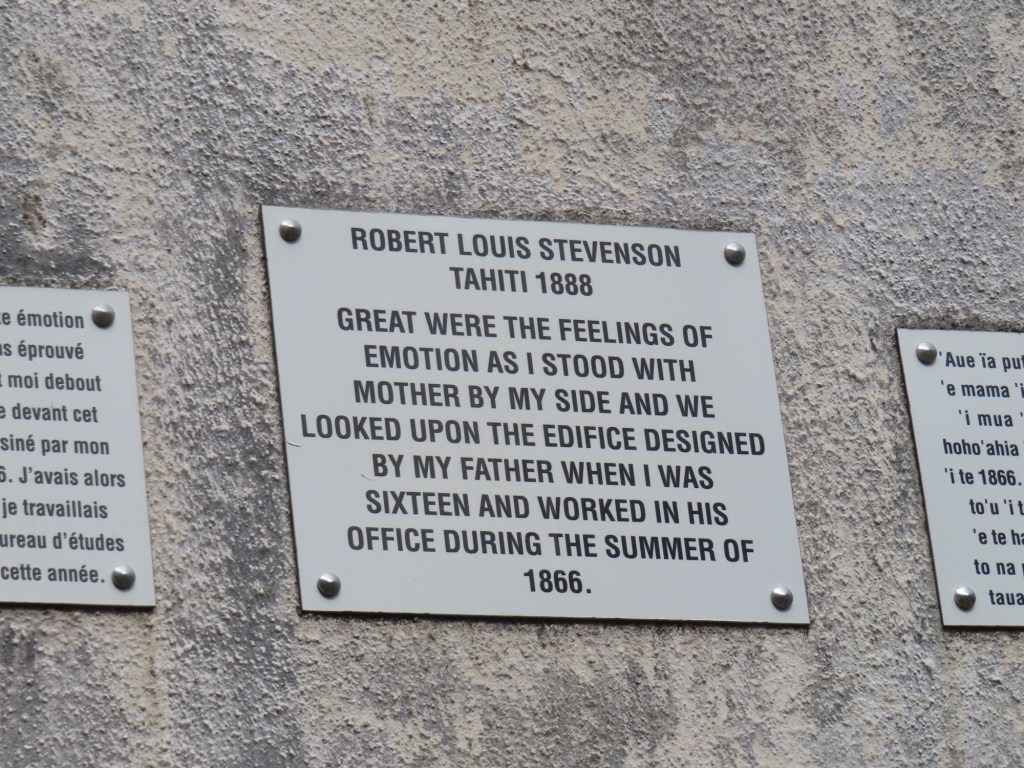 émotion
éprouvé
moi debout
devant cet
par mon
J'avais alors
je travaillais
d'études
cette année.
ROBERT LOUIS STEVENSON
TAHITI 1888
GREAT WERE THE FEELINGS OF
EMOTION AS I STOOD WITH
MOTHER BY MY SIDE AND WE
LOOKED UPON THE EDIFICE DESIGNED
BY MY FATHER WHEN I WAS
SIXTEEN AND WORKED IN HIS
OFFICE DURING THE SUMMER OF
1866.
'Aue ïa
'e mama
'i mua
hoho'ahia
'i te 1866.
to'u 'i
'e te
to na